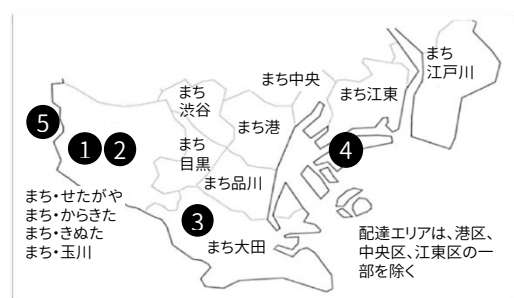 まち
江戸川
まち中央
まち江東
まち
渋谷
まち港
まち
目黒
まち品川
まち大田
5
1
2
4
3
まち・せたがや
まち・からきた
まち・きぬた
まち・玉川
配達エリアは、港区、
中央区、江東区の一
部を除く